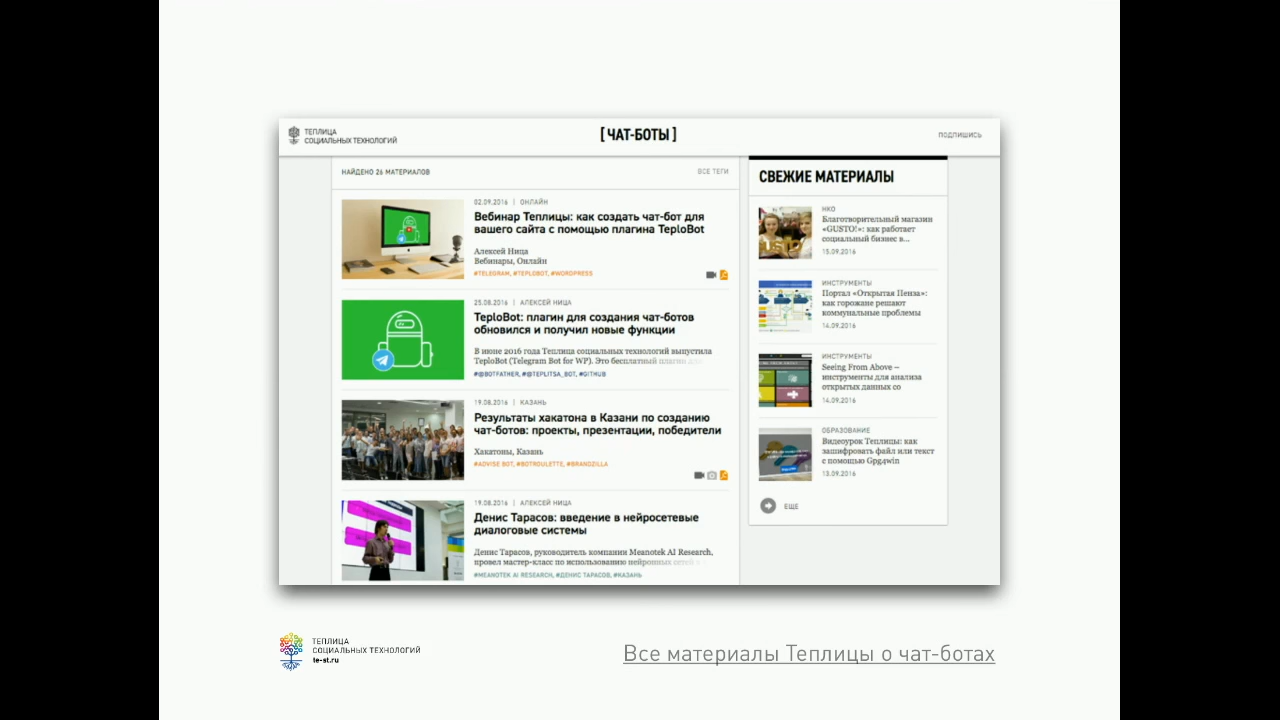 ТЕПЛИЦА
СОЦИАЛЬНЫХ ТЕХНОЛОГИЙ
[ ЧАТ-БОТЫ ]
ПОДПИШИСЬ
НАЙДЕНО 26 МАТЕРИАЛОВ
ВСЕ ТЕГИ
02.09.2016 | ОНЛАЙН
Вебинар Теплицы: как создать чат-бот для
вашего сайта с помощью плагина TeploBot
Алексей Ница
Вебинары, Онлайн
#TELEGRAM, #TEPLOBOT, #WORDPRESS
25.08.2016 | АЛЕКСЕЙ НИЦА
TeploBot: плагин для создания чат-ботов
обновился и получил новые функции
В июне 2016 года Теплица социальных технологий выпустила
TeploBot (Telegram Bot for WP). Это бесплатный плагин для
#@BOTFATHER, #@TEPLITSA_BOT, #GITHUB
19.08.2016 | КАЗАНЬ
Результаты хакатона в Казани по созданию
чат-ботов: проекты, презентации, победители
Хакатоны, Казань
#ADVISE BOT, #BOTROULETTE, #BRANDZILLA
19.08.2016 | АЛЕКСЕЙ НИЦА
Денис Тарасов: введение в нейросетевые
диалоговые системы
Денис Тарасов, руководитель компании Meanotek AI Research,
провел мастер-класс по использованию нейронных сетей в
#MEANOTEK AI RESEARCH, #ДЕНИС ТАРАСОВ, #КАЗАНЬ
СВЕЖИЕ МАТЕРИАЛЫ
НКО
Благотворительный магазин
«GUSTO!»: как работает
социальный бизнес в...
15.09.2016
ИНСТРУМЕНТЫ
Портал «Открытая Пенза»:
как горожане решают
коммунальные проблемы
14.09.2016
ИНСТРУМЕНТЫ
Seeing From Above –
инструменты для анализа
открытых данных со
14.09.2016
ОБРАЗОВАНИЕ
Видеоурок Теплицы: как
зашифровать файл или текст
с помощью Gpg4win
13.09.2016
ЕЩЕ
ТЕПЛИЦА
СОЦИАЛЬНЫХ ТЕХНОЛОГИЙ
te-st.ru
Все материалы Теплицы о чат-ботах